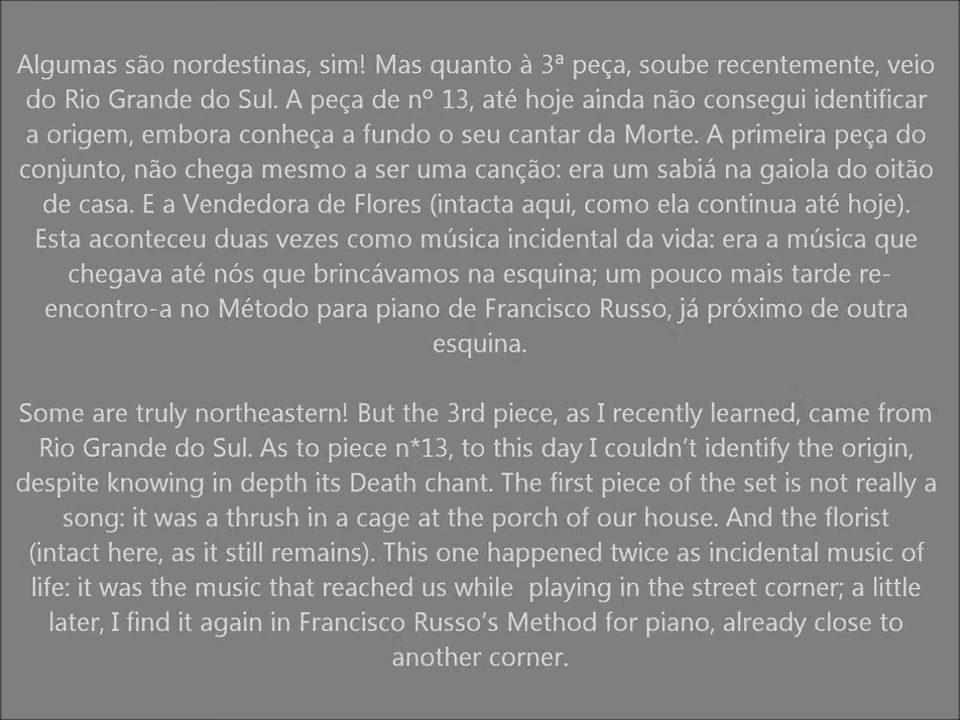 Algumas são nordestinas, sim! Mas quanto à 3ª peça, soube recentemente, veio
do Rio Grande do Sul. A peça de nº 13, até hoje ainda não consegui identificar
a origem, embora conheça a fundo o seu cantar da Morte. A primeira peça do
conjunto, não chega mesmo a ser uma canção: era um sabiá na gaiola do oitão
de casa. E a Vendedora de Flores (intacta aqui, como ela continua até hoje).
Esta aconteceu duas vezes como música incidental da vida: era a música que
chegava até nós que brincávamos na esquina; um pouco mais tarde re-
encontro-a no Método para piano de Francisco Russo, já próximo de outra
esquina.
Some are truly northeastern! But the 3rd piece, as I recently learned, came from
Rio Grande do Sul. As to piece n*13, to this day I couldn’t identify the origin,
despite knowing in depth its Death chant. The first piece of the set is not really a
song: it was a thrush in a cage at the porch of our house. And the florist
(intact here, as it still remains). This one happened twice as incidental music of
life: it was the music that reached us while  playing in the street corner; a little
later, I find it again in Francisco Russo’s Method for piano, already close to
another corner.